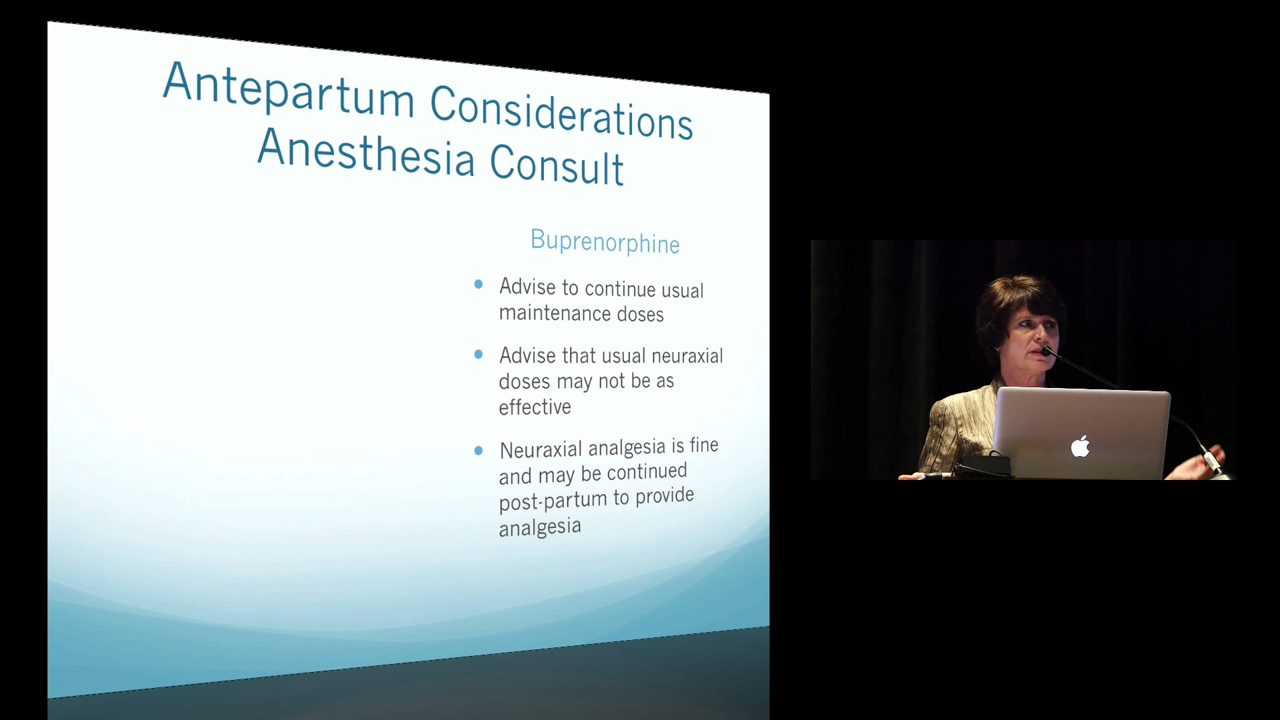 Antepartum Considerations
Anesthesia Consult
Buprenorphine
• Advise to continue usual
maintenance doses
• Advise that usual neuraxial
doses may not be as
effective
• Neuraxial analgesia is fine
and may be continued
post-partum to provide
analgesia